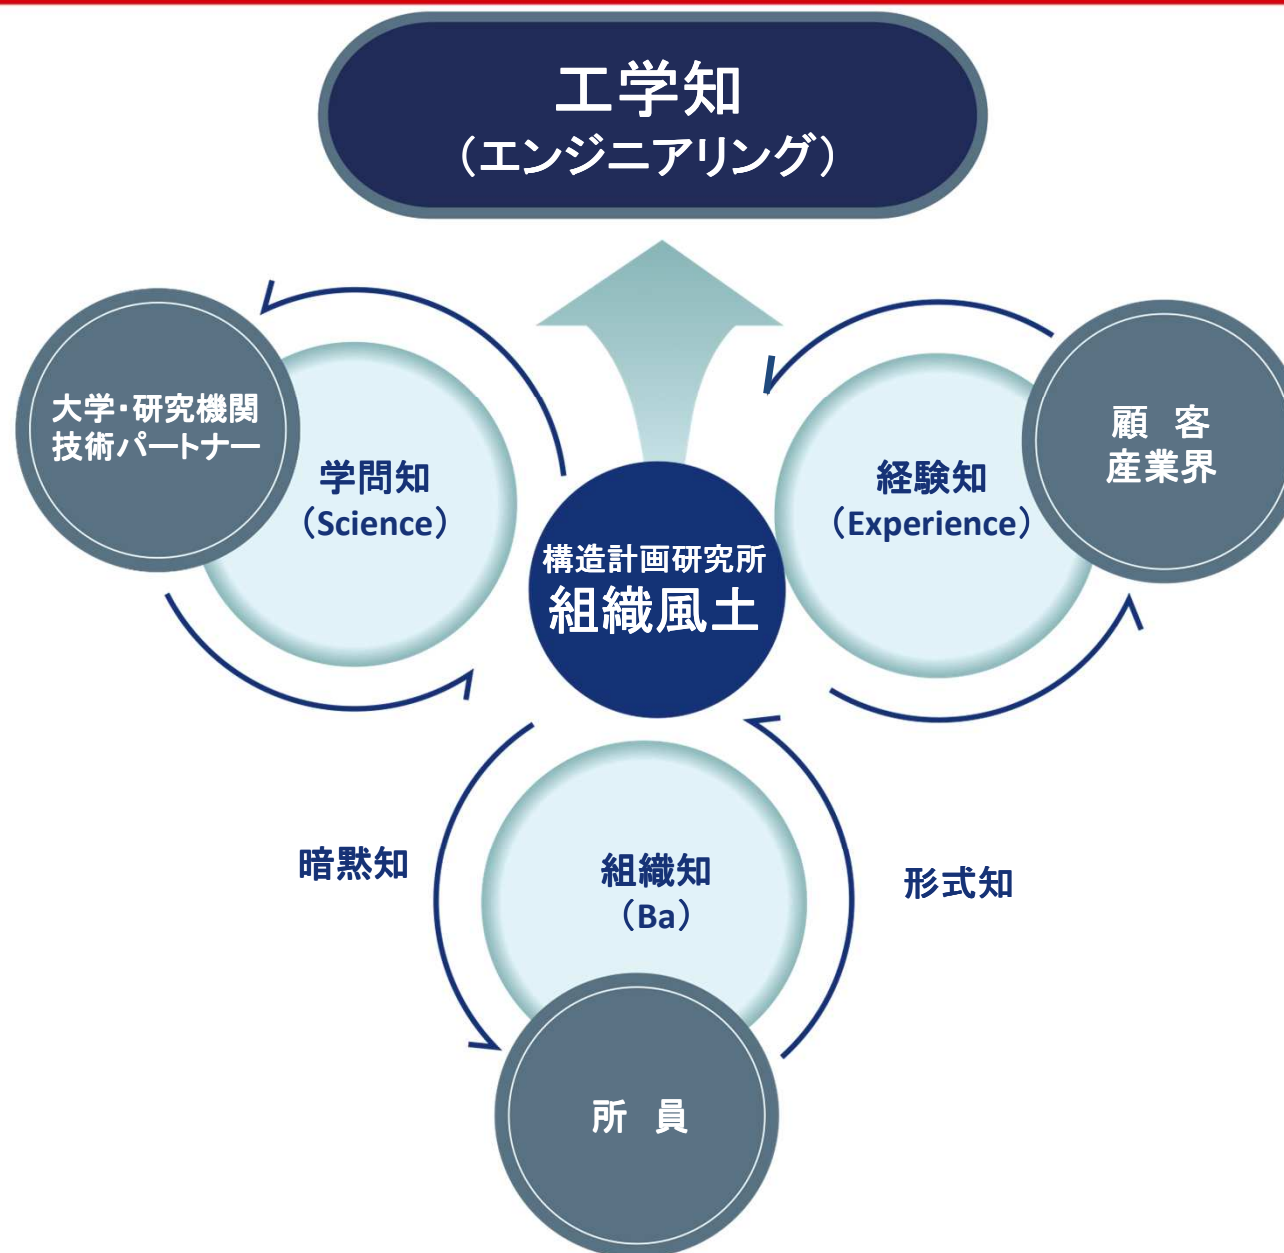 工学知
（エンジニアリング）
大学・研究機関
技術パートナー
学問知
（Science）
構造計画研究所
組織風土
経験知
（Experience）
顧　客
産業界
暗黙知
組織知
（Ba）
形式知
所　員